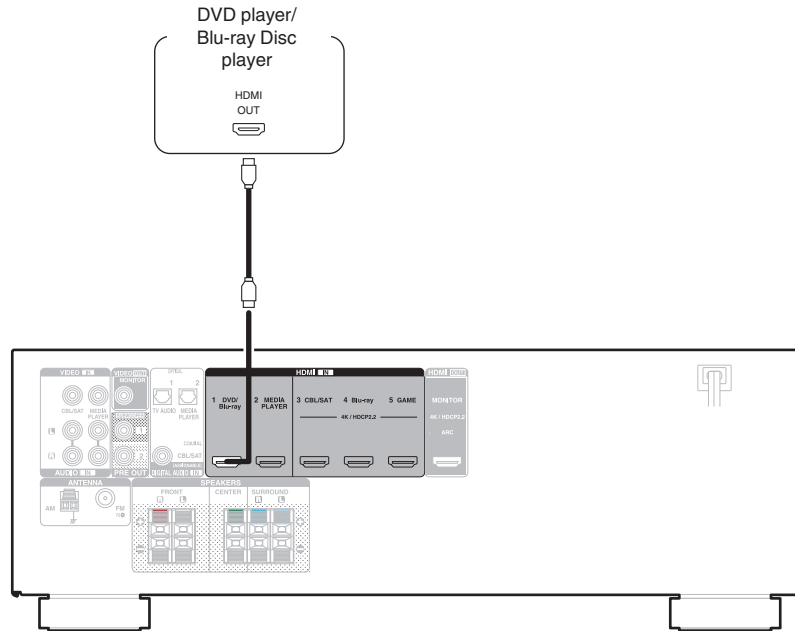 DVD player/
Blu-ray Disc
player
HDMI
OUT
VIDEO IN
CBL/SAT MEDIA
PLAYER
AUDIO IN
VIDEO OUT
MONITOR
SUBWOOFER
1
2
PRE OUT
OPTICAL
1 2
TV AUDIO MEDIA
PLAYER
COAXIAL
CBL/SAT
DIGITAL AUDIO IN
HDMI IN
1 DVD/
Blu-ray
2 MEDIA
PLAYER
3 CBL/SAT 4 Blu-ray 5 GAME
4K / HDCP2.2
HDMI OUT
MONITOR
4K / HDCP2.2
ARC
ANTENNA
AM FM
SPEAKERS
FRONT CENTER SURROUND